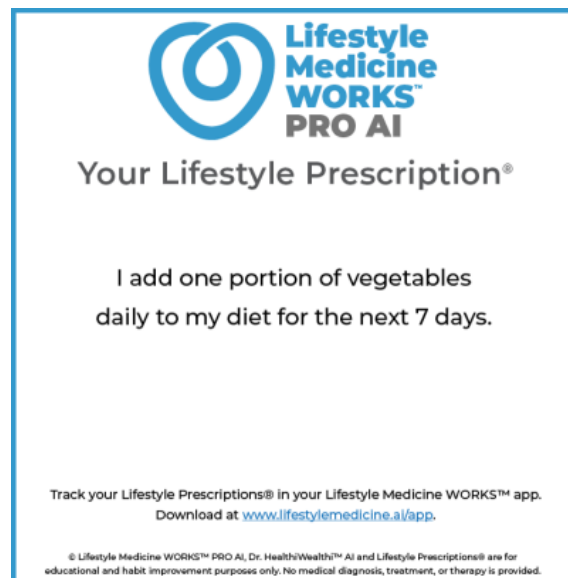 Lifestyle
Medicine
WORKS™
PRO AI
Your Lifestyle Prescription®
I add one portion of vegetables
daily to my diet for the next 7 days.
Track your Lifestyle Prescriptions® in your Lifestyle Medicine WORKS™ app.
Download at www.lifestylemedicine.ai/app.
© Lifestyle Medicine WORKS™ PRO AI, Dr. HealthiWealthi™ AI and Lifestyle Prescriptions® are for
educational and habit improvement purposes only. No medical diagnosis, treatment, or therapy is provided.